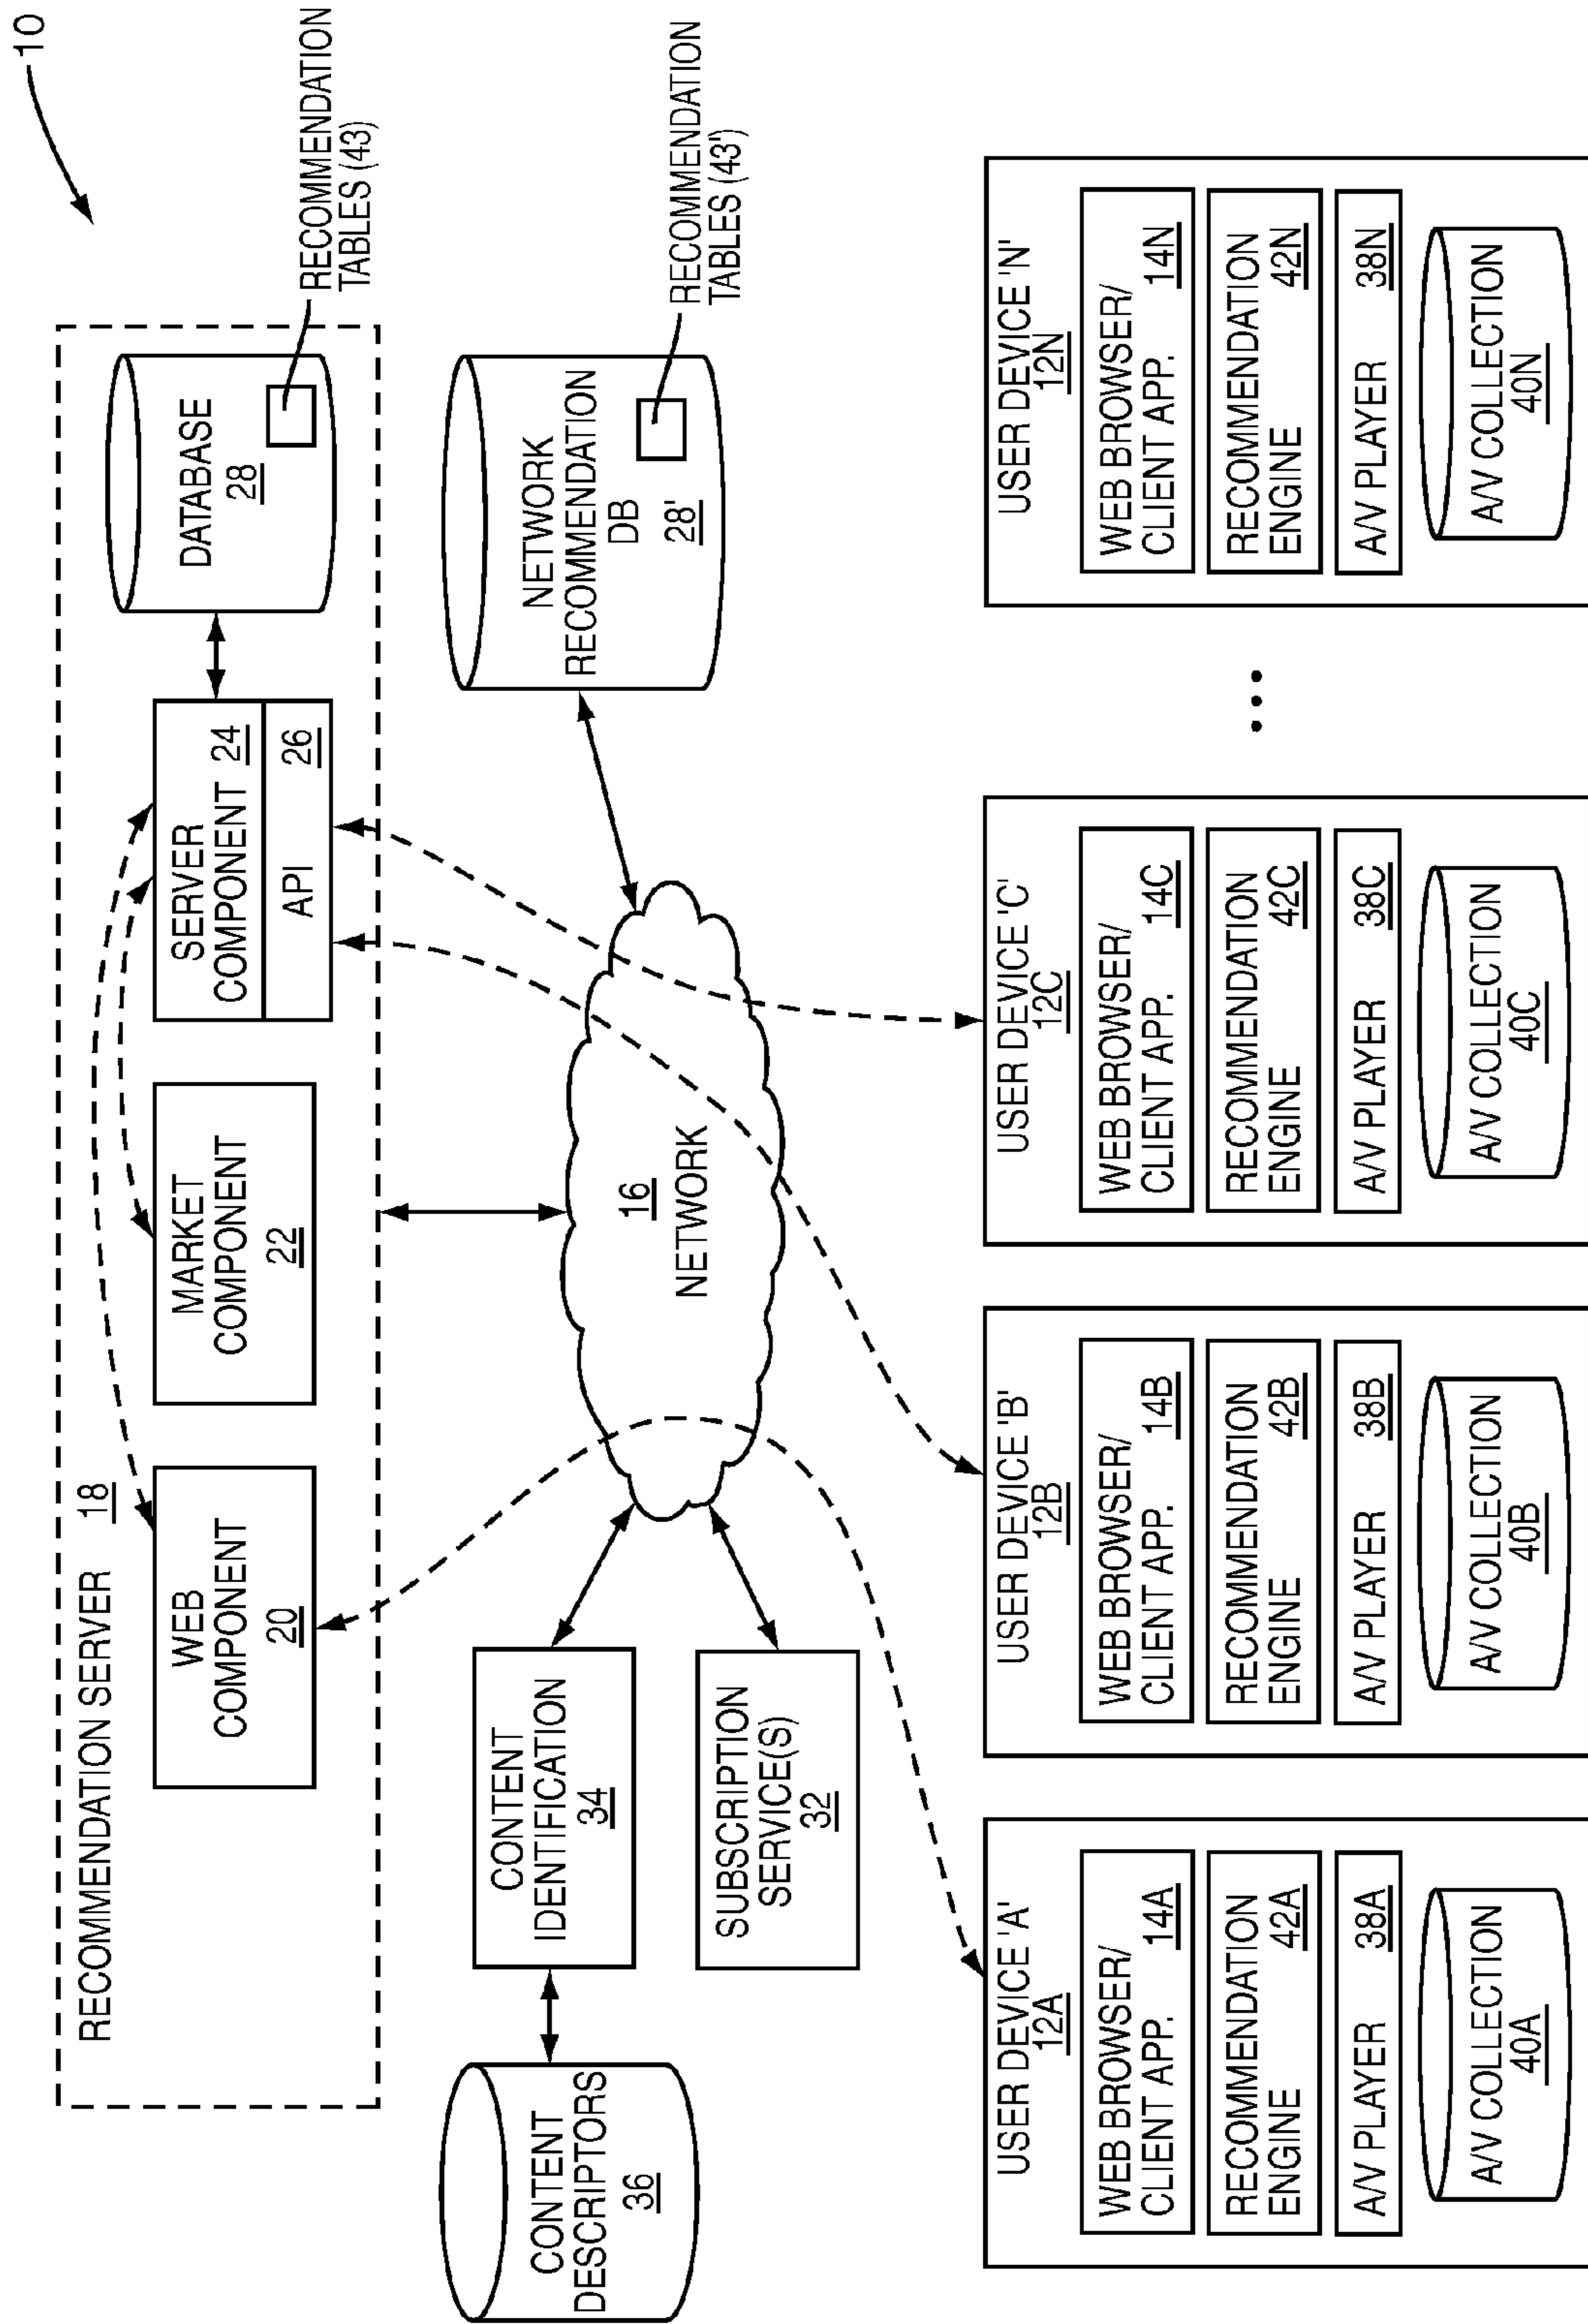 10
RECOMMENDATION SERVER 18
WEB
COMPONENT
20
MARKET
COMPONENT
22
SERVER
COMPONENT 24
API 26
DATABASE
28
RECOMMENDATION
TABLES (43)
CONTENT
DESCRIPTORS
36
CONTENT
IDENTIFICATION
34
SUBSCRIPTION
SERVICE(S)
32
16
NETWORK
NETWORK
RECOMMENDATION
DB
28'
RECOMMENDATION
TABLES (43')
USER DEVICE 'A'
12A
WEB BROWSER/
CLIENT APP. 14A
RECOMMENDATION
ENGINE 42A
A/V PLAYER 38A
A/V COLLECTION
40A
USER DEVICE 'B'
12B
WEB BROWSER/
CLIENT APP. 14B
RECOMMENDATION
ENGINE 42B
A/V PLAYER 38B
A/V COLLECTION
40B
USER DEVICE 'C'
12C
WEB BROWSER/
CLIENT APP. 14C
RECOMMENDATION
ENGINE 42C
A/V PLAYER 38C
A/V COLLECTION
40C
...
USER DEVICE 'N'
12N
WEB BROWSER/
CLIENT APP. 14N
RECOMMENDATION
ENGINE 42N
A/V PLAYER 38N
A/V COLLECTION
40N